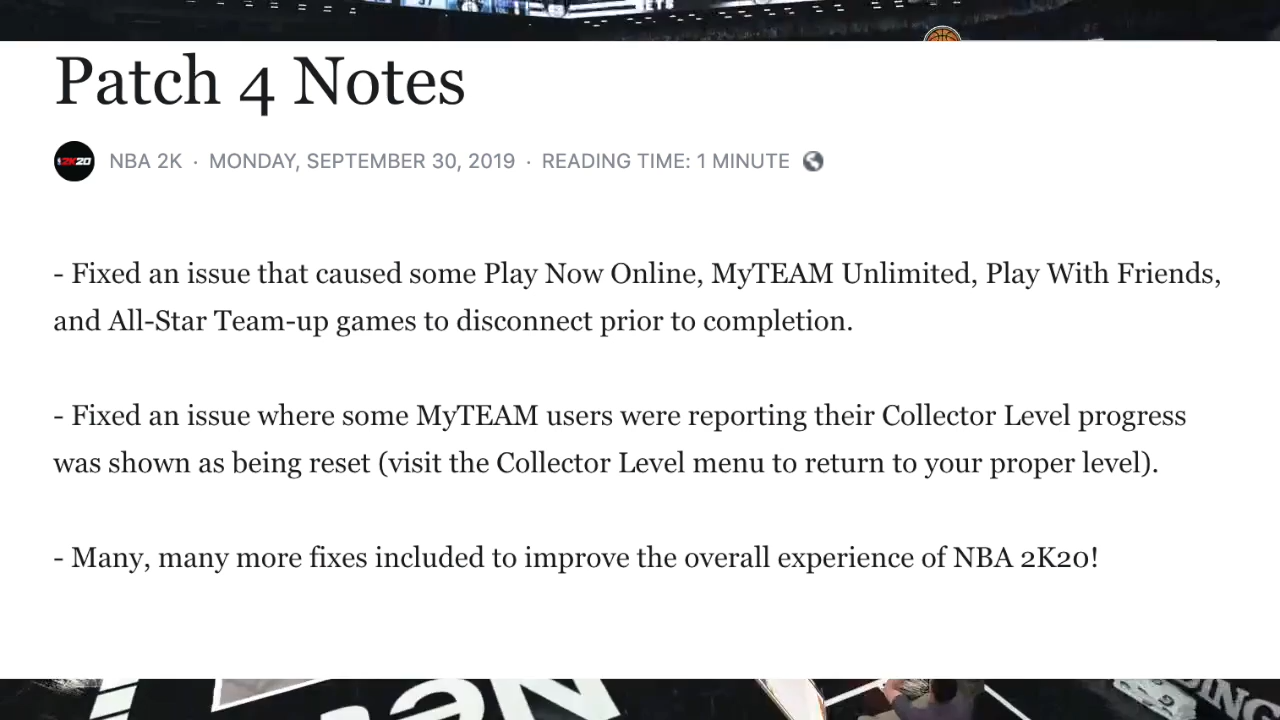 Patch 4 Notes
2K20 NBA 2K · MONDAY, SEPTEMBER 30, 2019 · READING TIME: 1 MINUTE
- Fixed an issue that caused some Play Now Online, MyTEAM Unlimited, Play With Friends,
and All-Star Team-up games to disconnect prior to completion.
- Fixed an issue where some MyTEAM users were reporting their Collector Level progress
was shown as being reset (visit the Collector Level menu to return to your proper level).
- Many, many more fixes included to improve the overall experience of NBA 2K20!